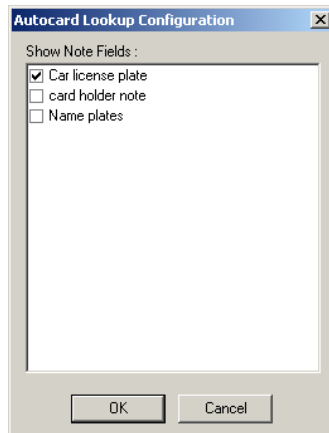 Autocard Lookup Configuration
Show Note Fields :
Car license plate
card holder note
Name plates
OK
Cancel